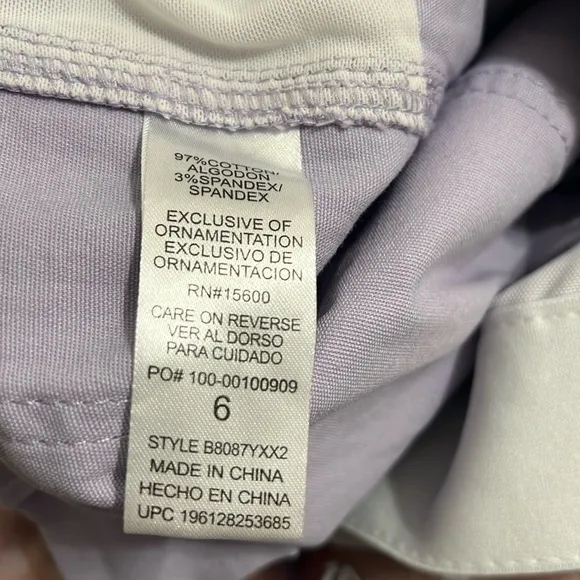 97%COTTON/
ALGODON
3%SPANDEX/
SPANDEX
EXCLUSIVE OF
ORNAMENTATION
EXCLUSIVO DE
ORNAMENTACION
RN#15600
CARE ON REVERSE
VER AL DORSO
PARA CUIDADO
PO# 100-00100909
6
STYLE B8087YXX2
MADE IN CHINA
HECHO EN CHINA
UPC 196128253685